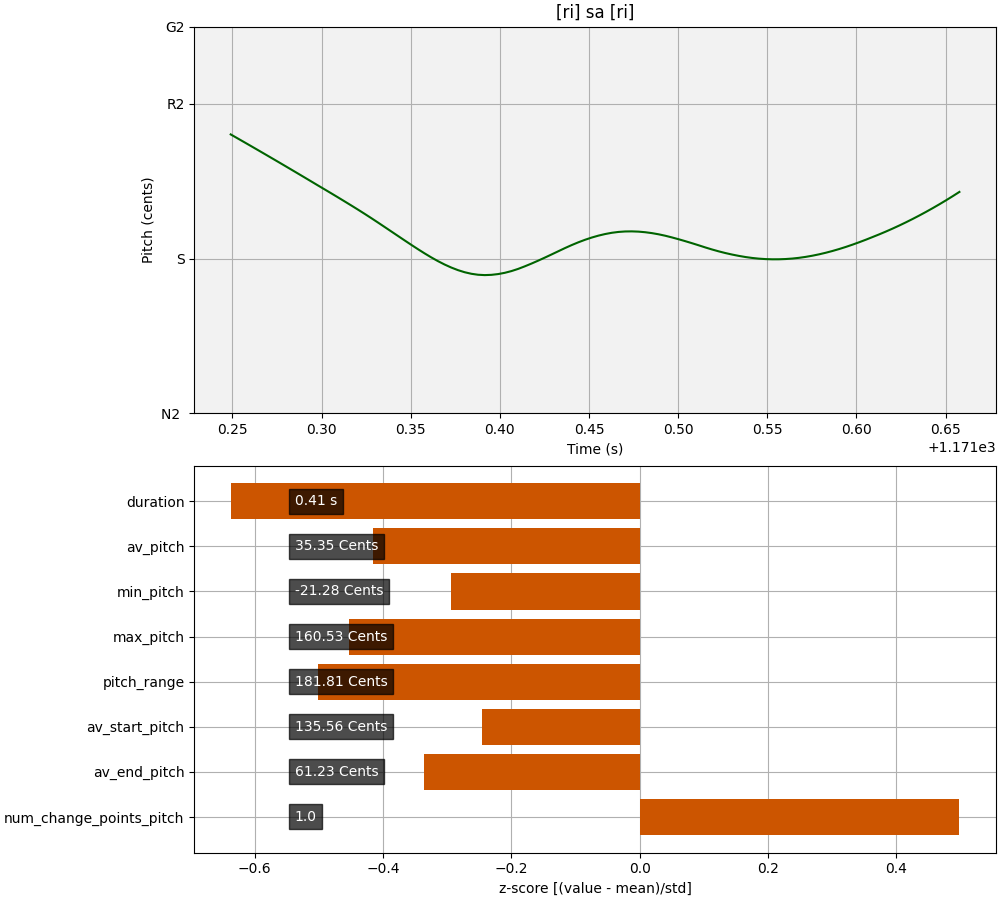 [ri] sa [ri]
G2
R2
S
N2
Pitch (cents)
0.25 0.30 0.35 0.40 0.45 0.50 0.55 0.60 0.65
Time (s)
+1.171e3
duration 0.41 s
av_pitch 35.35 Cents
min_pitch -21.28 Cents
max_pitch 160.53 Cents
pitch_range 181.81 Cents
av_start_pitch 135.56 Cents
av_end_pitch 61.23 Cents
num_change_points_pitch 1.0
−0.6 −0.4 −0.2 0.0 0.2 0.4
z-score [(value - mean)/std]